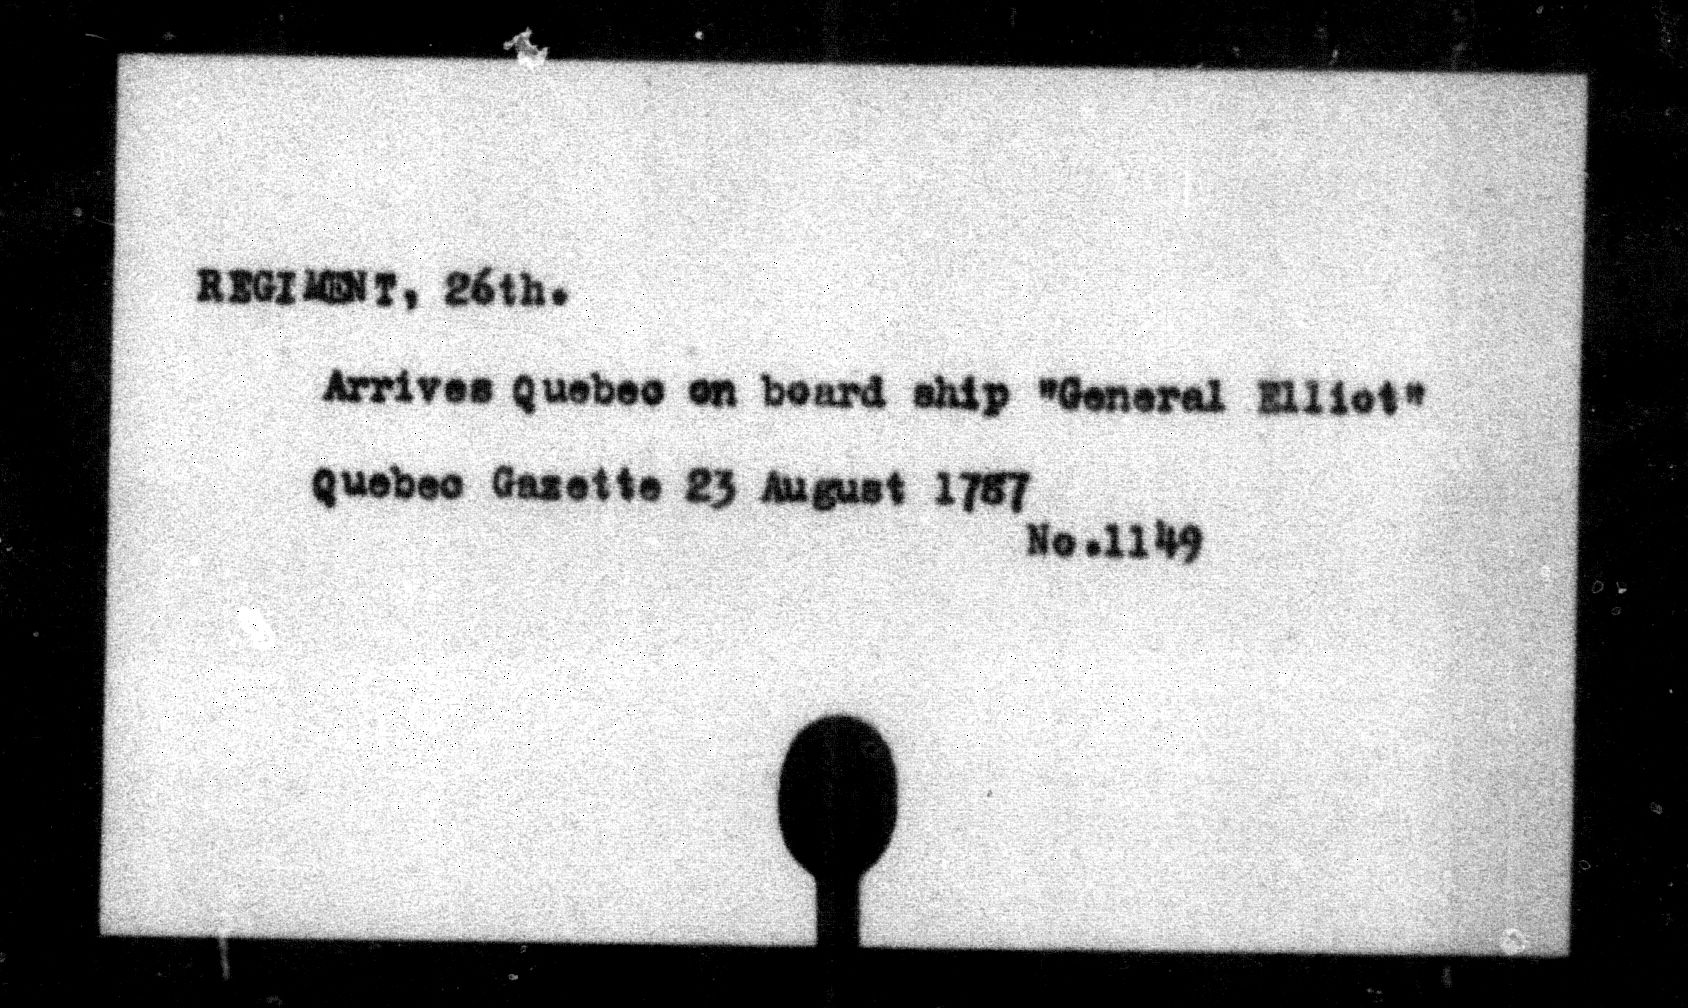 REGIMENT, 26th.
Arrives Quebec on board ship "General Elliot"
Quebec Gazette 23 August 1787
No.1149